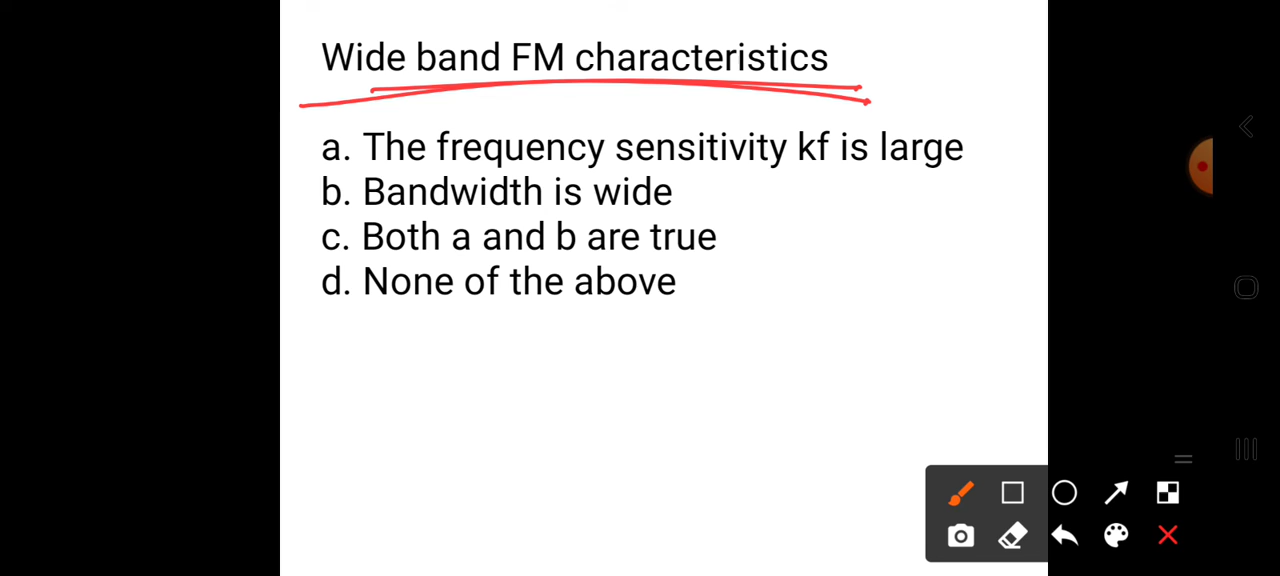 Wide band FM characteristics
a. The frequency sensitivity kf is large
b. Bandwidth is wide
c. Both a and b are true
d. None of the above